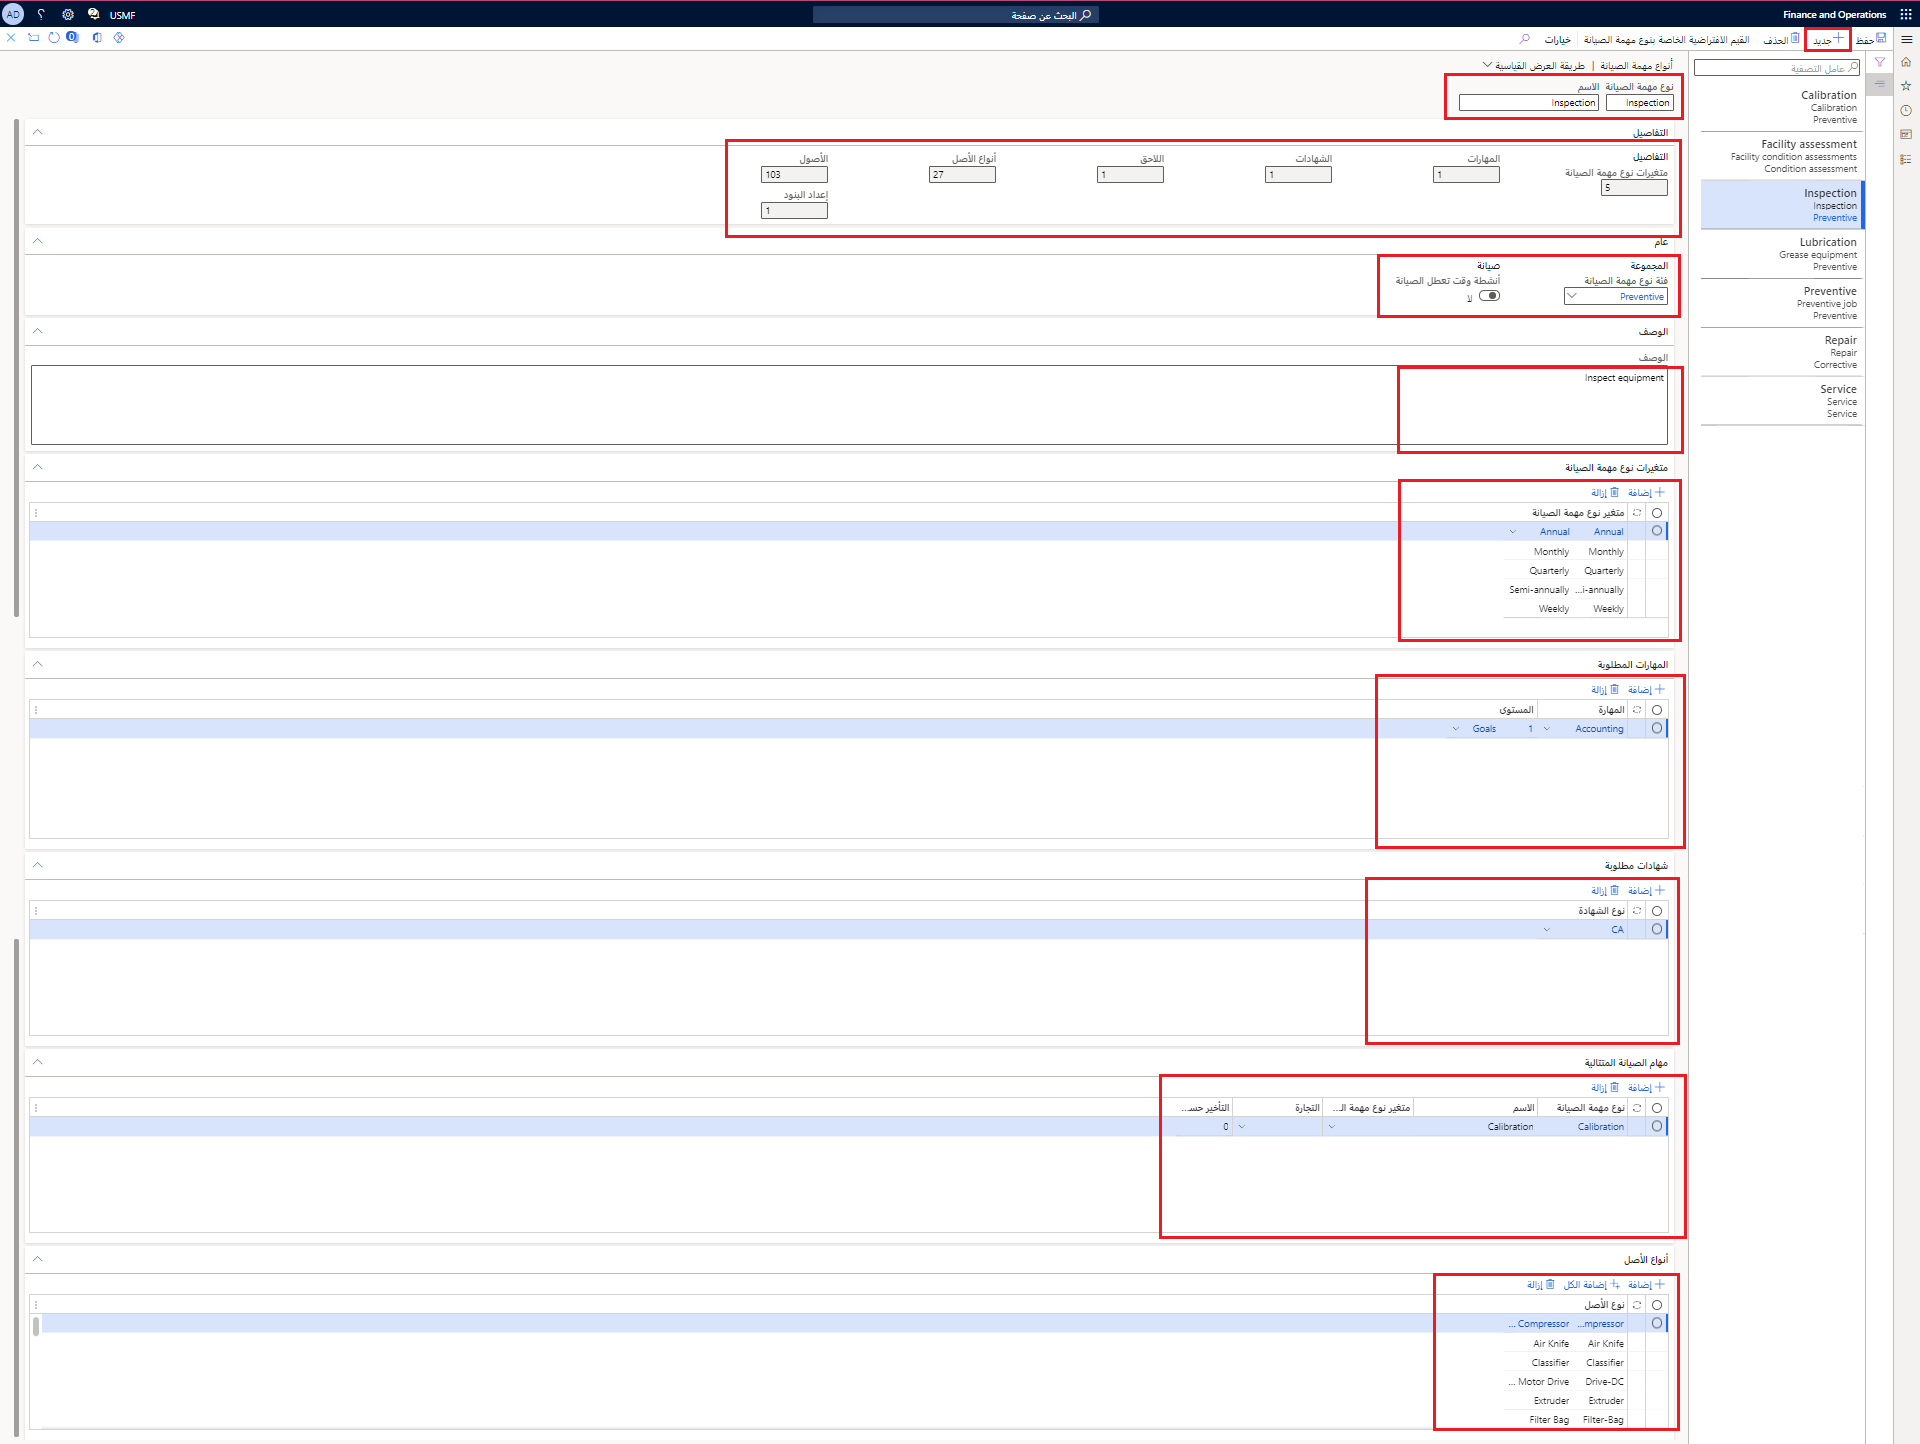 Finance and Operations
البحث عن صفحة
USMF
AD
حفظ
جديد
الحذف
القيم الافتراضية الخاصة بنوع مهمة الصيانة
خيارات
0
عامل التصفية
Calibration
Calibration
Preventive
Facility assessment
Facility condition assessments
Condition assessment
Inspection
Inspection
Preventive
Lubrication
Grease equipment
Preventive
Preventive
Preventive job
Preventive
Repair
Repair
Corrective
Service
Service
Service
أنواع مهمة الصيانة | طريقة العرض القياسية
نوع مهمة الصيانة الاسم
Inspection Inspection
التفاصيل
التفاصيل
متغيرات نوع مهمة الصيانة
5
المهارات
1
الشهادات
1
اللاحق
1
أنواع الأصل
27
الأصول
103
إعداد البنود
1
عام
المجموعة
فئة نوع مهمة الصيانة
Preventive
صيانة
أنشطة وقت تعطل الصيانة
لا
الوصف
الوصف
Inspect equipment
متغيرات نوع مهمة الصيانة
إضافة إزالة
متغير نوع مهمة الصيانة
Annual Annual
Monthly Monthly
Quarterly Quarterly
...i-annually Semi-annually
Weekly Weekly
المهارات المطلوبة
إضافة إزالة
المهارة المستوى
Accounting 1 Goals
شهادات مطلوبة
إضافة إزالة
نوع الشهادة
CA
مهام الصيانة المتتالية
إضافة إزالة
نوع مهمة الصيانة الاسم متغير نوع مهمة الـ... التجارة التأخير حسـ...
Calibration Calibration 0
أنواع الأصل
إضافة إضافة الكل إزالة
نوع الأصل
...mpressor Compressor ...
Air Knife Air Knife
Classifier Classifier
Drive-DC Motor Drive ...
Extruder Extruder
Filter-Bag Filter Bag